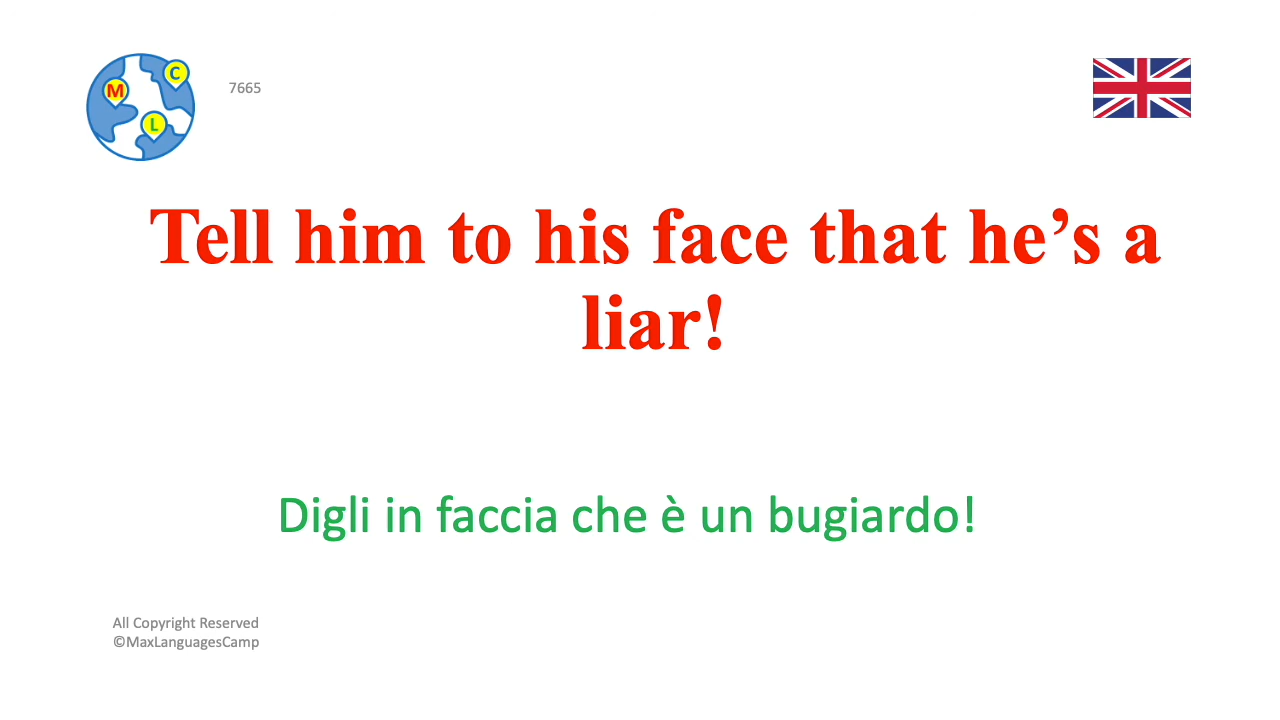 C
7665
M
L
Tell him to his face that he’s a
liar!
Digli in faccia che è un bugiardo!
All Copyright Reserved
©MaxLanguagesCamp